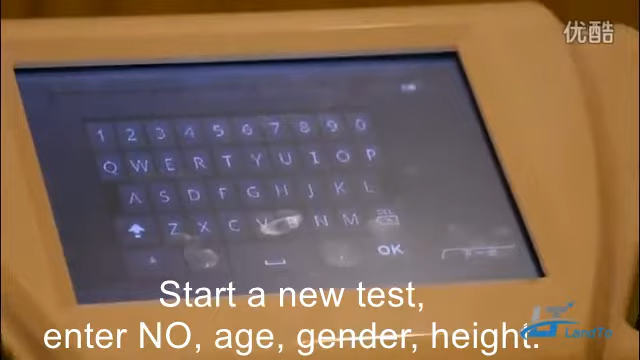 优酷
1 2 3 4 5 6 7 8 9 0
Q W E R T Y U I O P
A S D F G H J K L
Z X C V B N M
OK
Start a new test,
enter NO, age, gender, height.